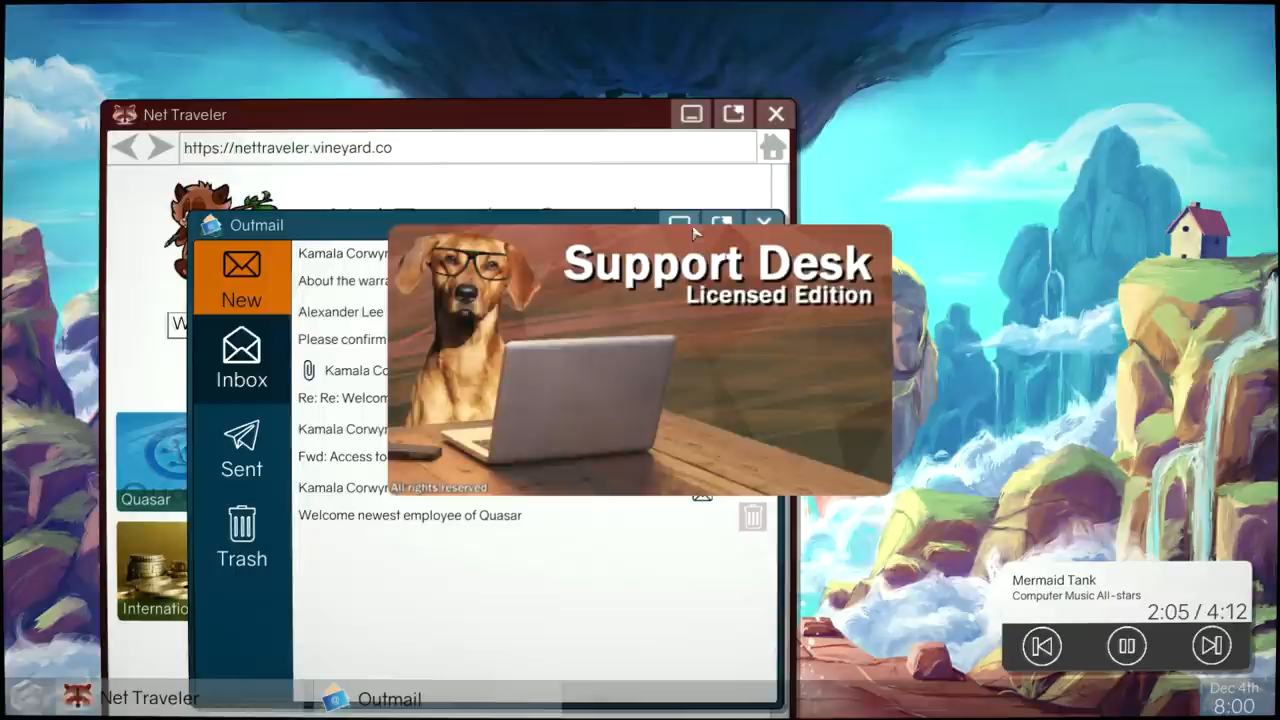 Net Traveler
https://nettraveler.vineyard.co
Outmail
New
Inbox
Sent
Trash
Kamala Corwyn
About the warra
Alexander Lee
Please confirm
Kamala Co
Re: Re: Welcom
Kamala Corwyn
Fwd: Access to
Kamala Corwyn
Welcome newest employee of Quasar
Support Desk
Licensed Edition
All rights reserved
W
Quasar
Internatio
Mermaid Tank
Computer Music All-stars
2:05 / 4:12
Net Traveler
Outmail
Dec 4th
8:00